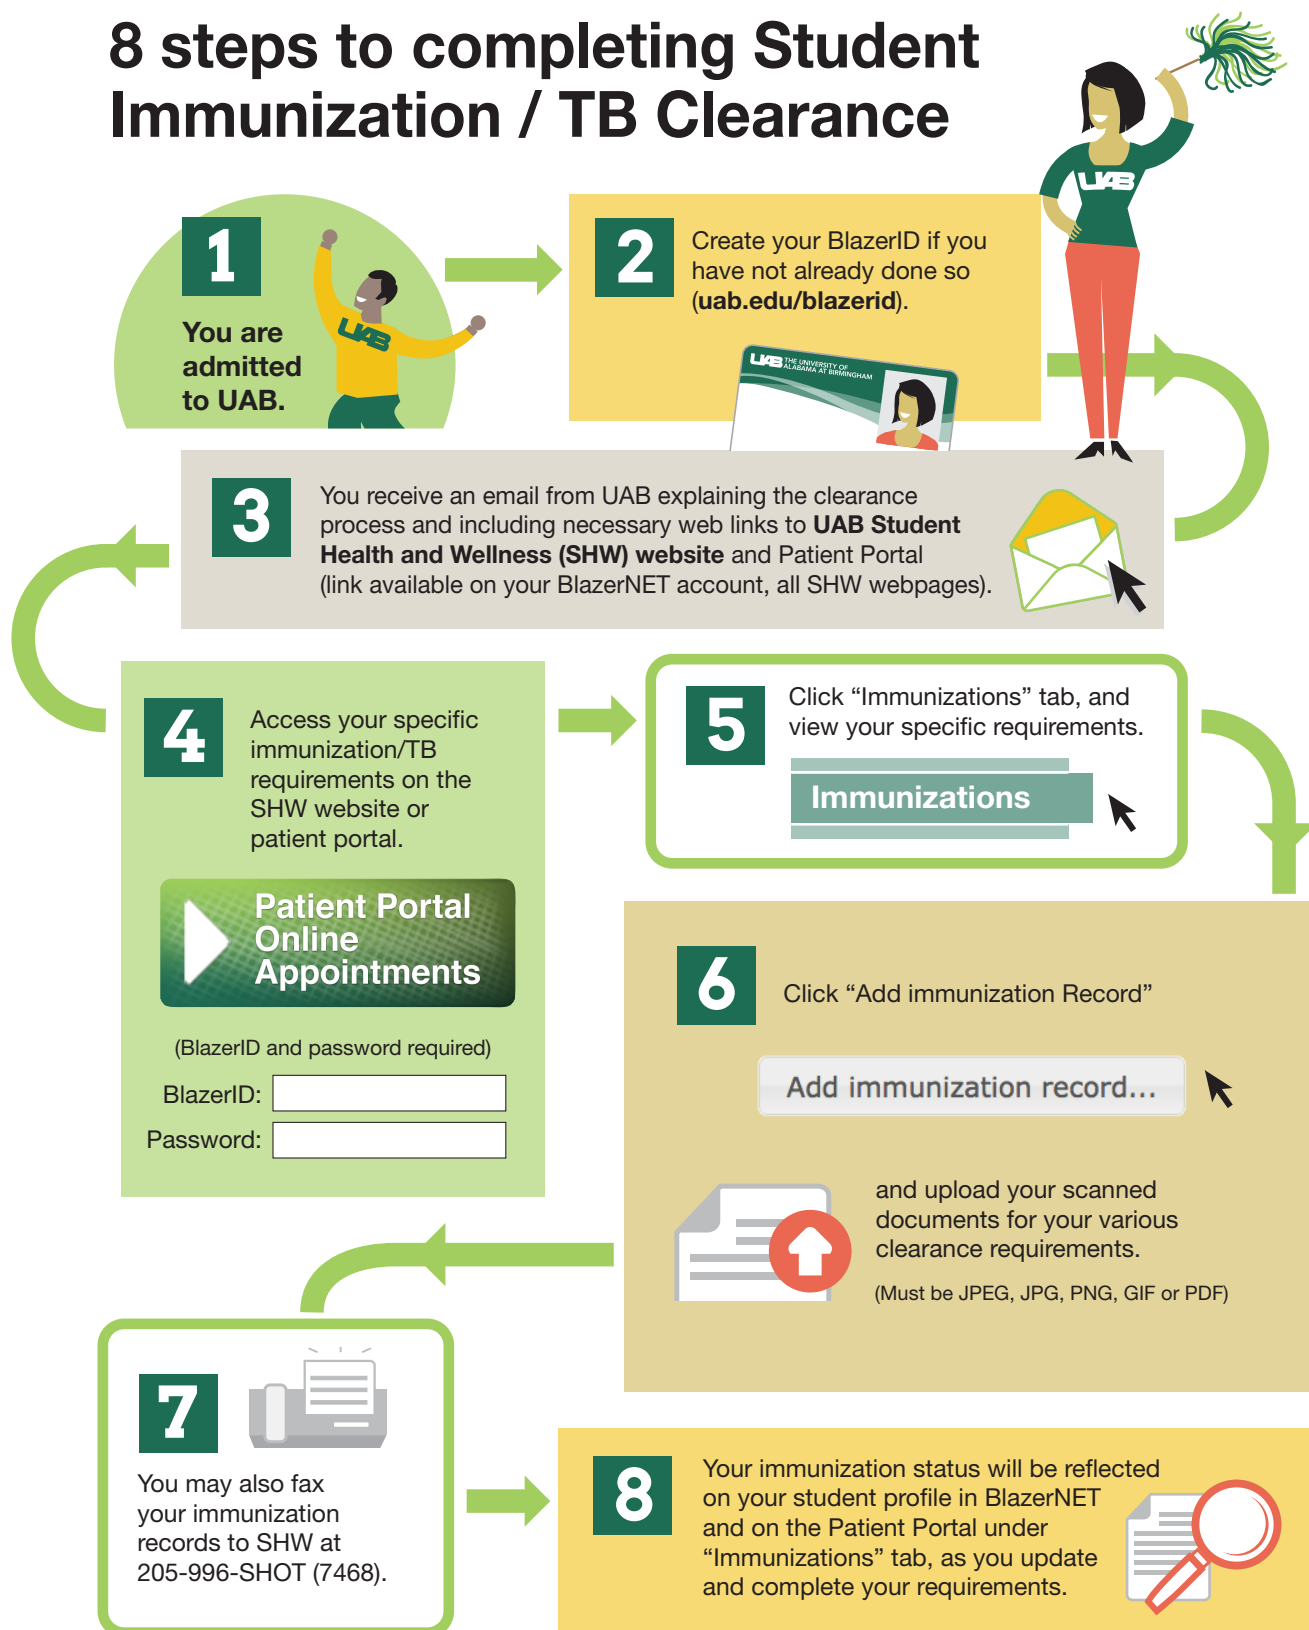 8 steps to completing Student
Immunization / TB Clearance
UAB
1
You are
admitted
to UAB.
UAB
2
Create your BlazerID if you
have not already done so
(uab.edu/blazerid).
UAB THE UNIVERSITY OF
ALABAMA AT BIRMINGHAM
3
You receive an email from UAB explaining the clearance
process and including necessary web links to UAB Student
Health and Wellness (SHW) website and Patient Portal
(link available on your BlazerNET account, all SHW webpages).
4
Access your specific
immunization/TB
requirements on the
SHW website or
patient portal.
Patient Portal
Online
Appointments
(BlazerID and password required)
BlazerID:
Password:
5
Click “Immunizations” tab, and
view your specific requirements.
Immunizations
6
Click “Add immunization Record”
Add immunization record...
and upload your scanned
documents for your various
clearance requirements.
(Must be JPEG, JPG, PNG, GIF or PDF)
7
You may also fax
your immunization
records to SHW at
205-996-SHOT (7468).
8
Your immunization status will be reflected
on your student profile in BlazerNET
and on the Patient Portal under
“Immunizations” tab, as you update
and complete your requirements.